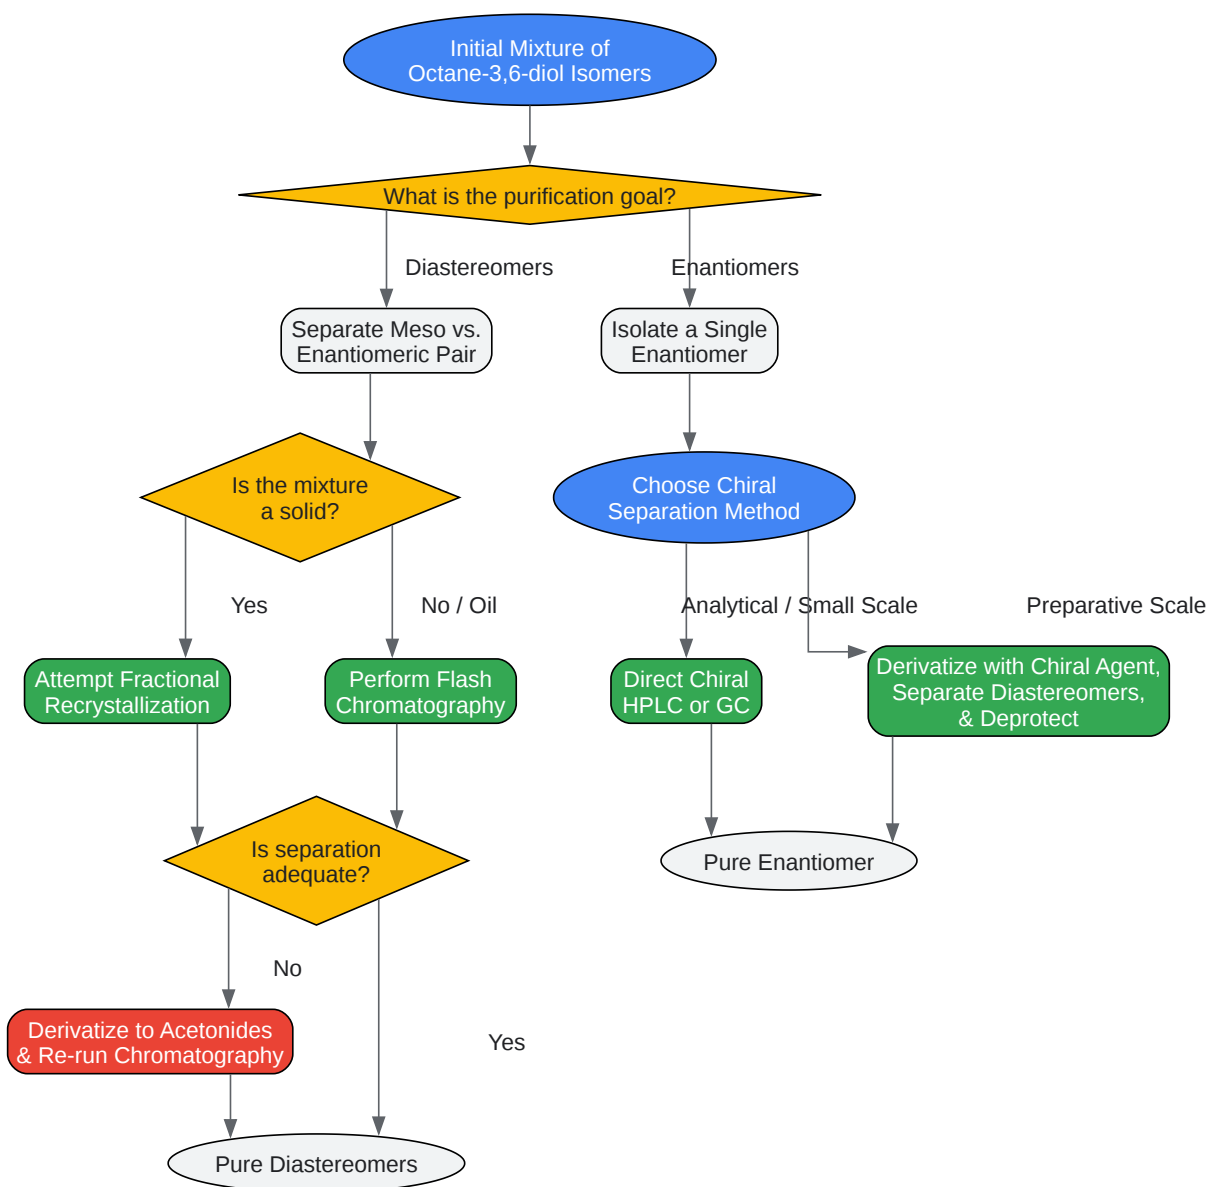 Initial Mixture of
Octane-3,6-diol Isomers
What is the purification goal?
Diastereomers
Enantiomers
Separate Meso vs.
Enantiomeric Pair
Isolate a Single
Enantiomer
Is the mixture
a solid?
Choose Chiral
Separation Method
Yes
No / Oil
Analytical / Small Scale
Preparative Scale
Attempt Fractional
Recrystallization
Perform Flash
Chromatography
Direct Chiral
HPLC or GC
Derivatize with Chiral Agent,
Separate Diastereomers,
& Deprotect
Is separation
adequate?
Pure Enantiomer
No
Derivatize to Acetonides
& Re-run Chromatography
Yes
Pure Diastereomers